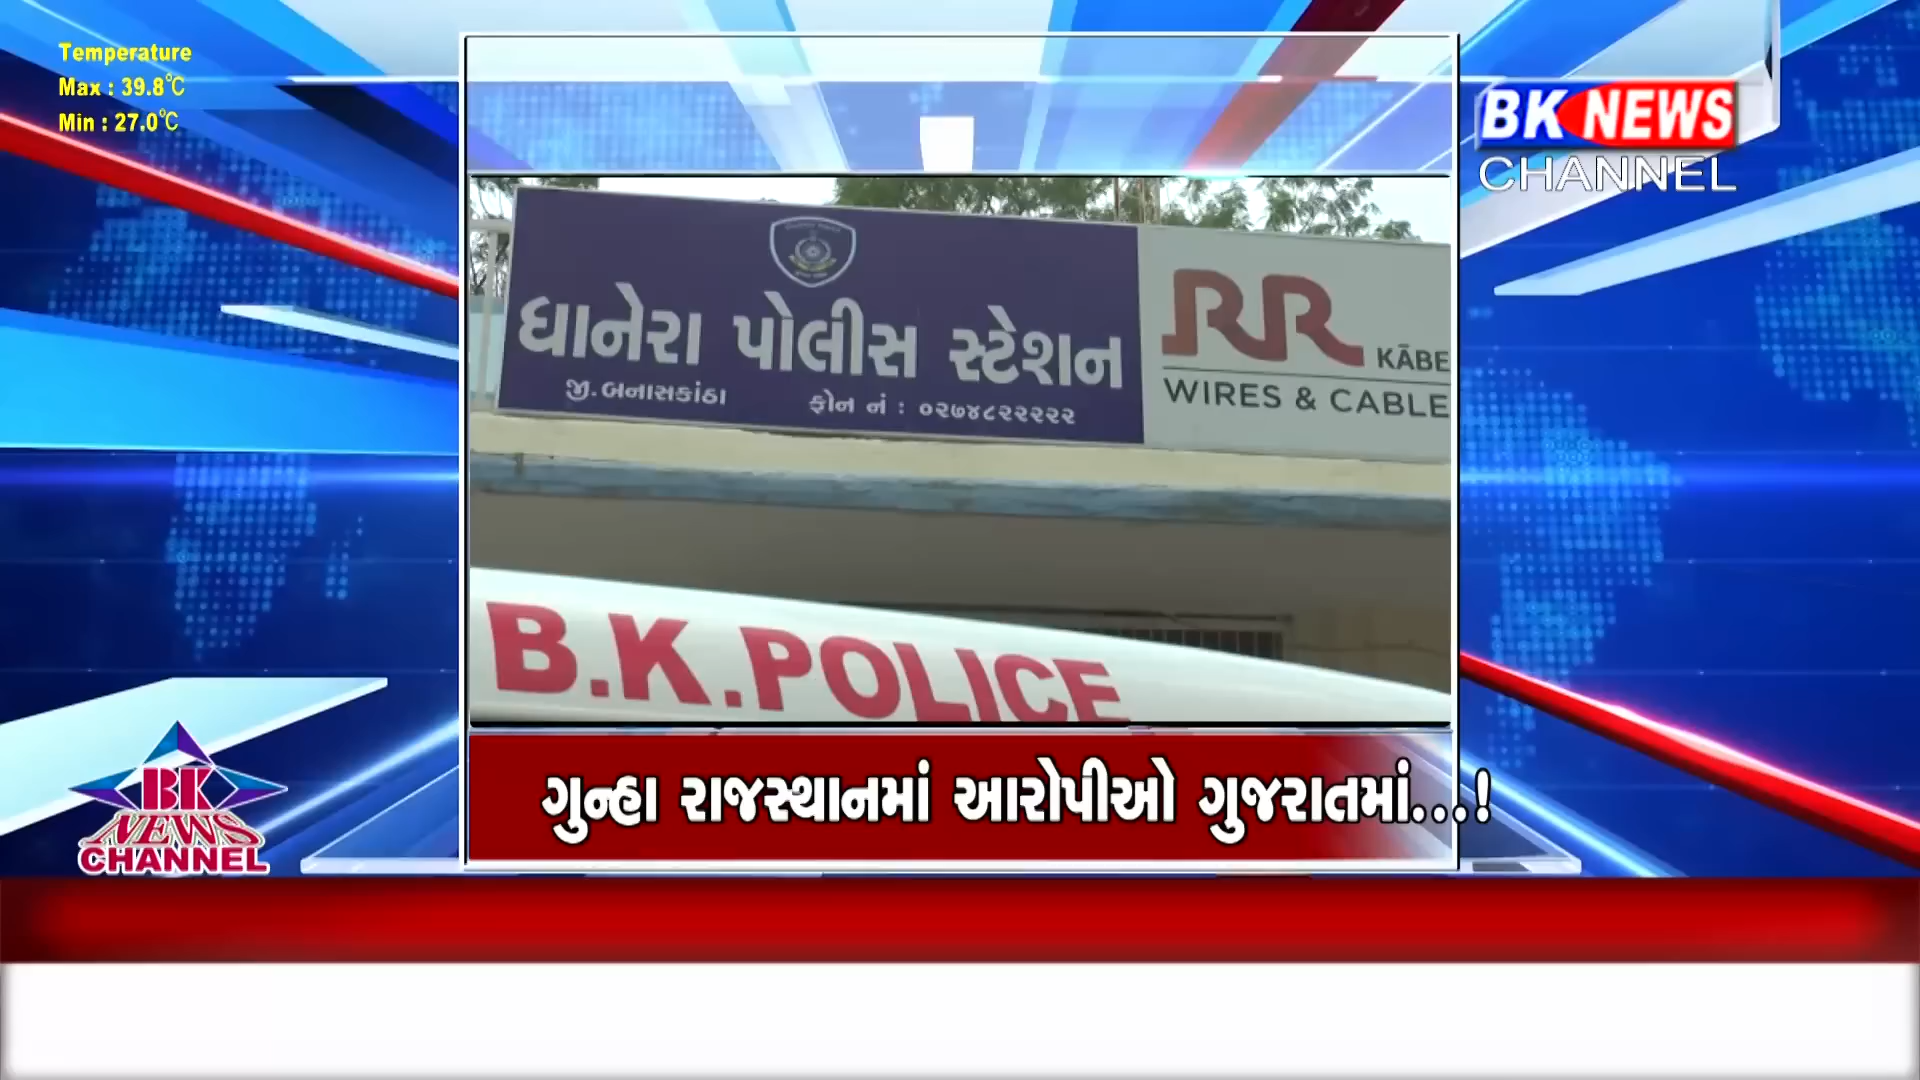 Temperature
Max : 39.8℃
Min : 27.0℃
BK NEWS
CHANNEL
ધાનેરા પોલીસ સ્ટેશન
જી.બનાસકાંઠા ફોન નં : ૦૨૭૪૮૨૨૨૨૨
RR
KĀBE
WIRES & CABLE
B.K.POLICE
ગુન્હા રાજસ્થાનમાં આરોપીઓ ગુજરાતમાં...!
BK
NEWS
CHANNEL